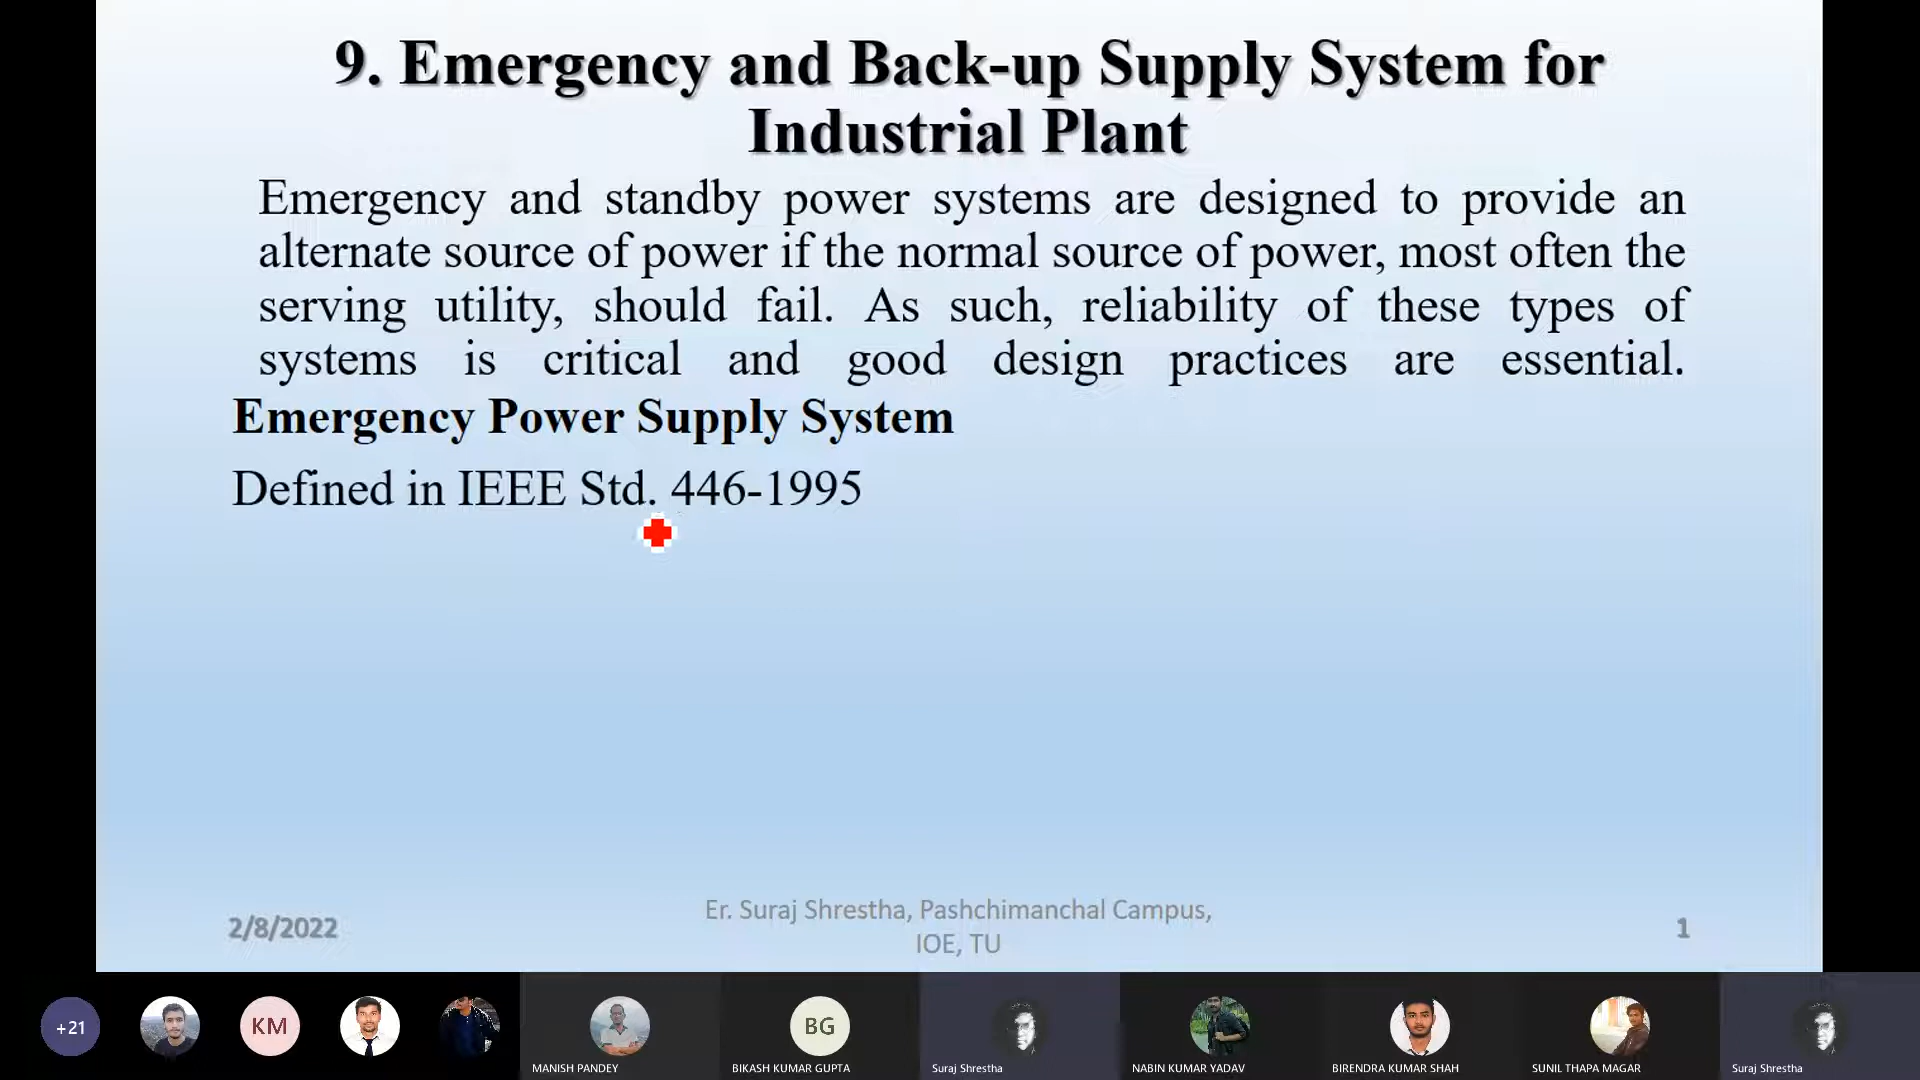 9. Emergency and Back-up Supply System for
Industrial Plant
Emergency and standby power systems are designed to provide an
alternate source of power if the normal source of power, most often the
serving utility, should fail. As such, reliability of these types of
systems is critical and good design practices are essential.
Emergency Power Supply System
Defined in IEEE Std. 446-1995
2/8/2022
Er. Suraj Shrestha, Pashchimanchal Campus,
IOE, TU
1
+21
KM
MANISH PANDEY
BG
BIKASH KUMAR GUPTA
Suraj Shrestha
NABIN KUMAR YADAV
BIRENDRA KUMAR SHAH
SUNIL THAPA MAGAR
Suraj Shrestha